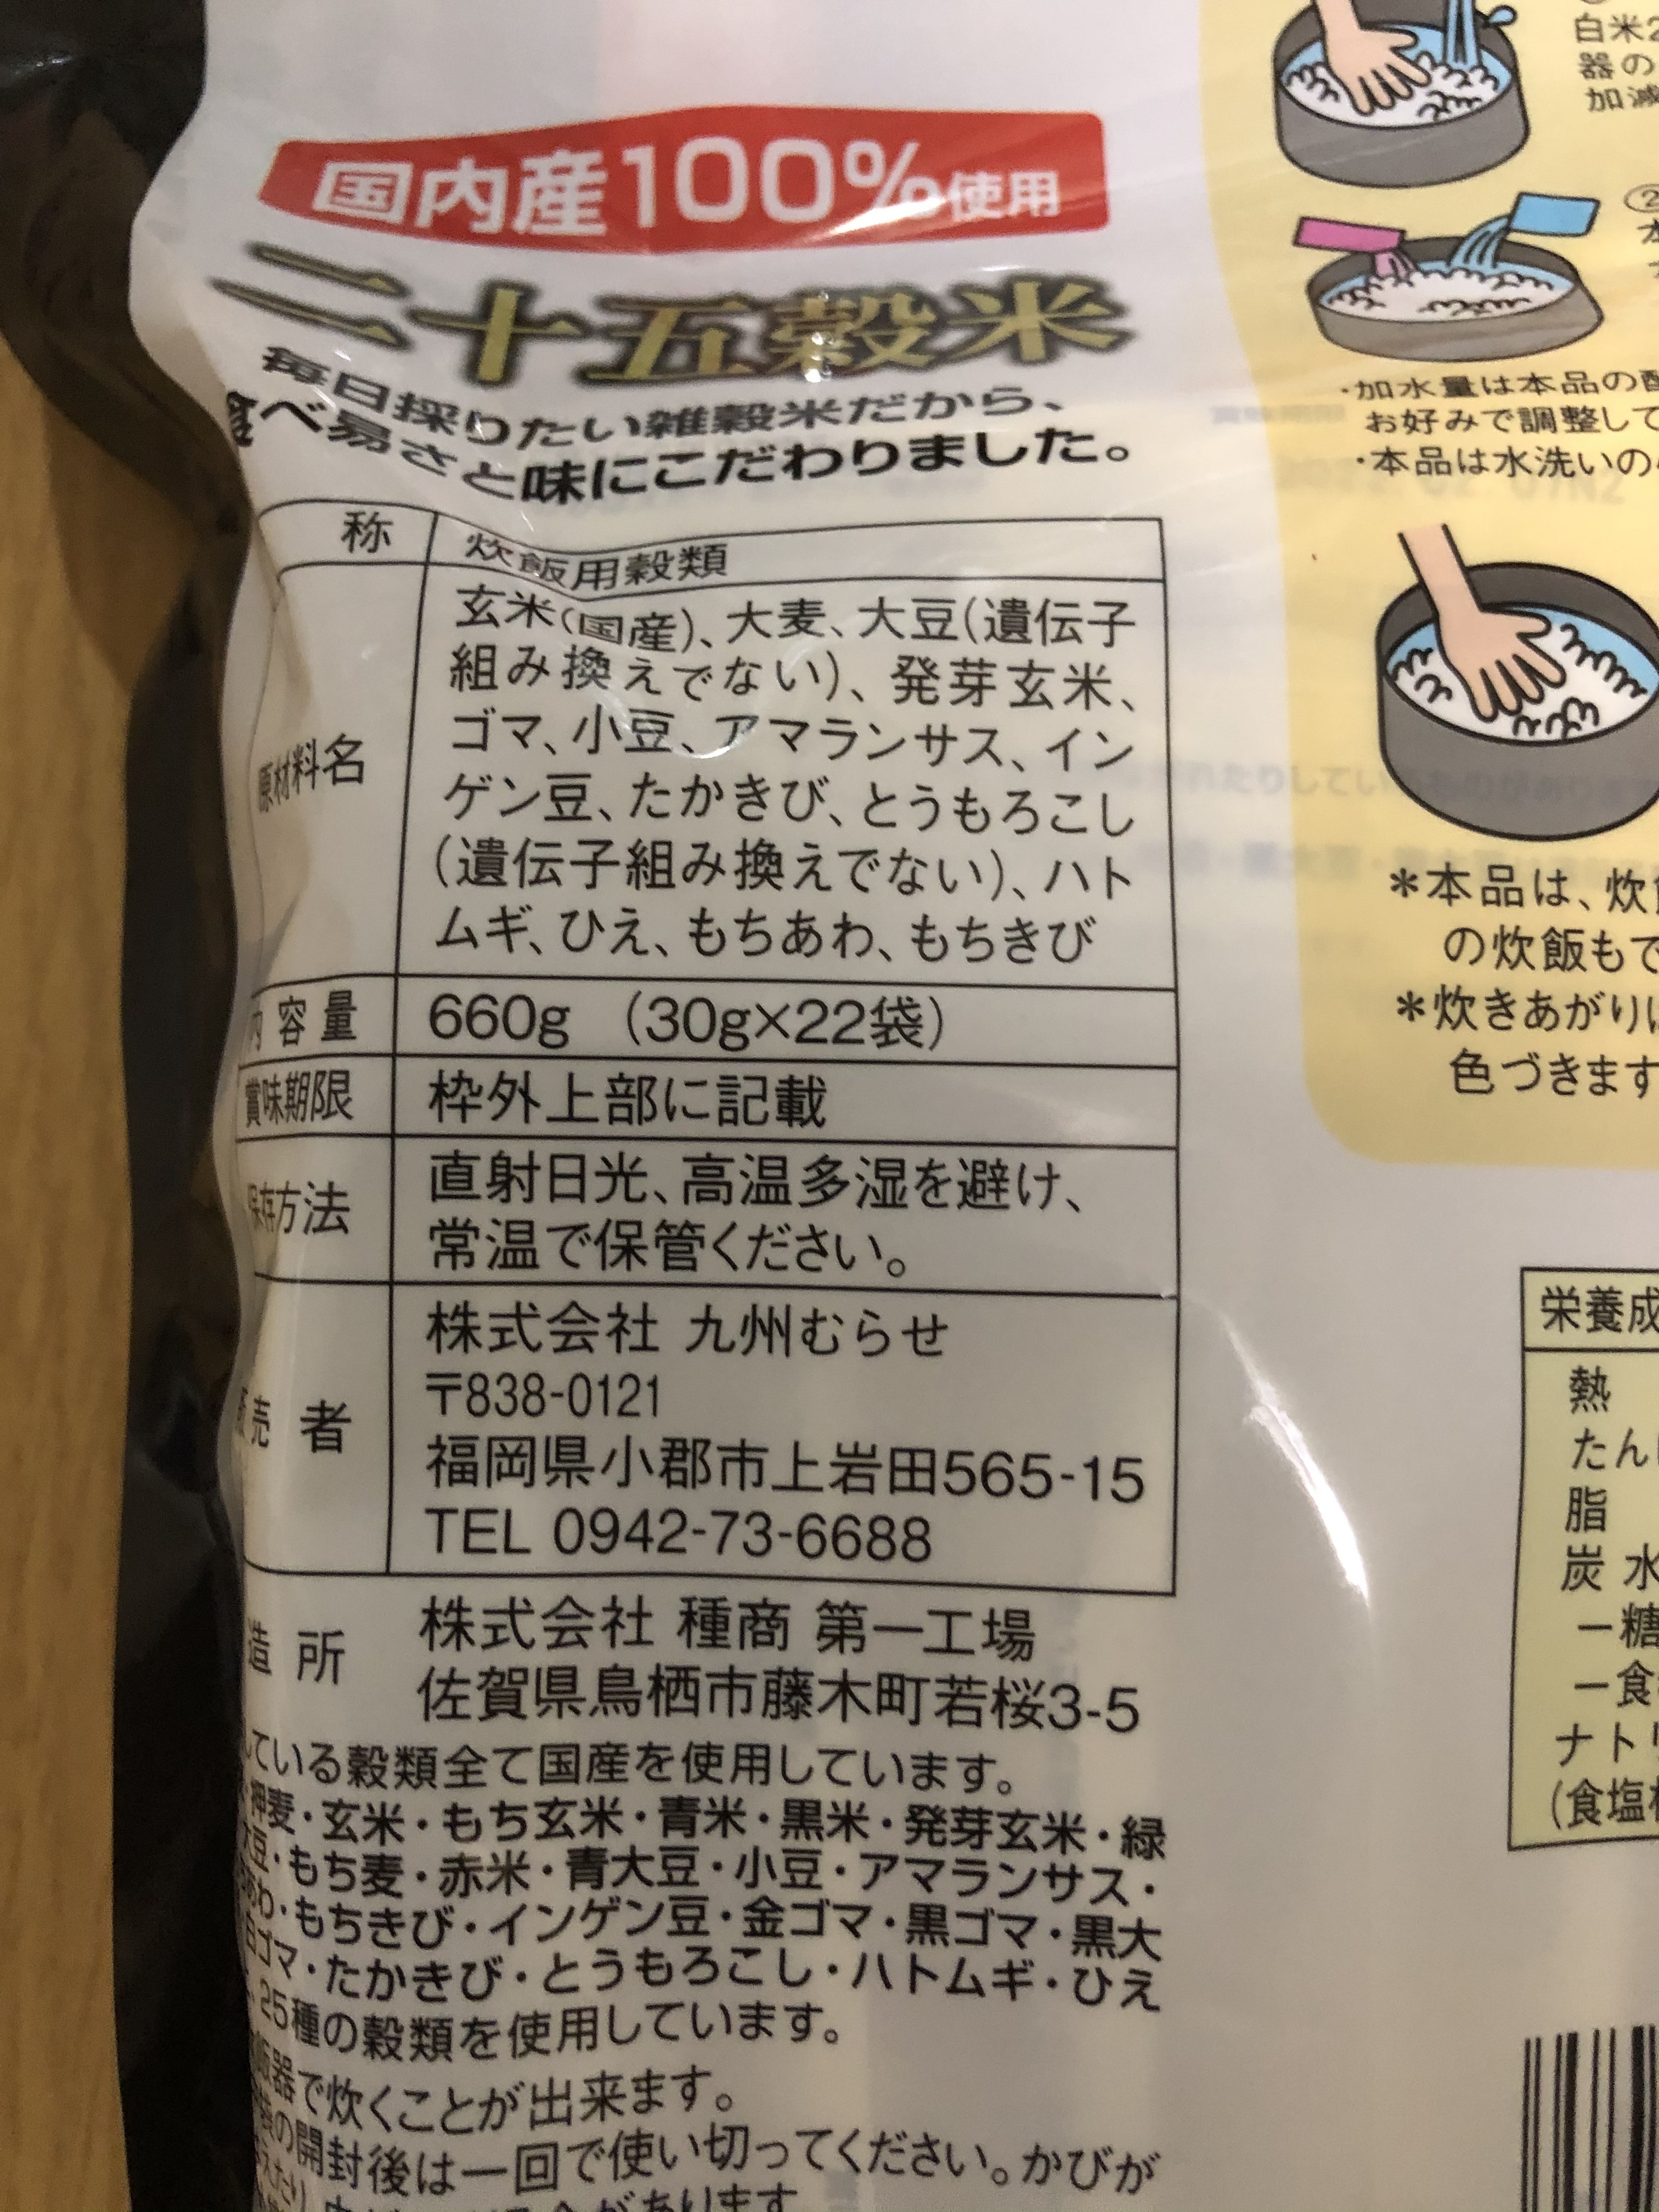 国内産100%使用
二十五穀米
毎日採りたい雑穀米だから、
食べ易さと味にこだわりました。
称 炊飯用穀類
原材料名
玄米(国産)、大麦、大豆(遺伝子
組み換えでない)、発芽玄米、
ゴマ、小豆、アマランサス、イン
ゲン豆、たかきび、とうもろこし
(遺伝子組み換えでない)、ハト
ムギ、ひえ、もちあわ、もちきび
内容量 660g (30g×22袋)
賞味期限 枠外上部に記載
保存方法
直射日光、高温多湿を避け、
常温で保管ください。
売者
株式会社 九州むらせ
〒838-0121
福岡県小郡市上岩田565-15
TEL 0942-73-6688
造所 株式会社 種商 第一工場
佐賀県鳥栖市藤木町若桜3-5
している穀類全て国産を使用しています。
押麦・玄米・もち玄米・青米・黒米・発芽玄米・緑
豆・もち麦・赤米・青大豆・小豆・アマランサス・
わ・もちきび・インゲン豆・金ゴマ・黒ゴマ・黒大
ゴマ・たかきび・とうもろこし・ハトムギ・ひえ
25種の穀類を使用しています。
器で炊くことが出来ます。
の開封後は一回で使い切ってください。かびが
があります
白米2
器の
加減
②
・加水量は本品の
お好みで調整して
・本品は水洗いの
*本品は、炊
の炊飯もで
*炊きあがりは
色づきます
栄養成
熱
たん
脂
炭 水
ー糖
ー食
ナトリ
(食塩